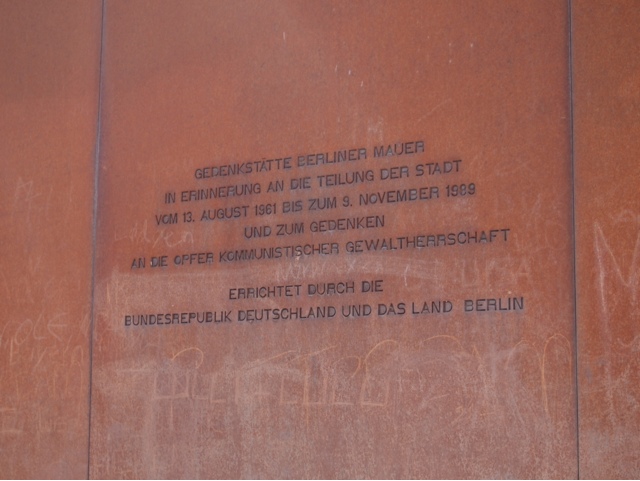 GEDENKSTÄTTE BERLINER MAUER
IN ERINNERUNG AN DIE TEILUNG DER STADT
VOM 13. AUGUST 1961 BIS ZUM 9. NOVEMBER 1989
UND ZUM GEDENKEN
AN DIE OPFER KOMMUNISTISCHER GEWALTHERRSCHAFT
ERRICHTET DURCH DIE
BUNDESREPUBLIK DEUTSCHLAND UND DAS LAND BERLIN